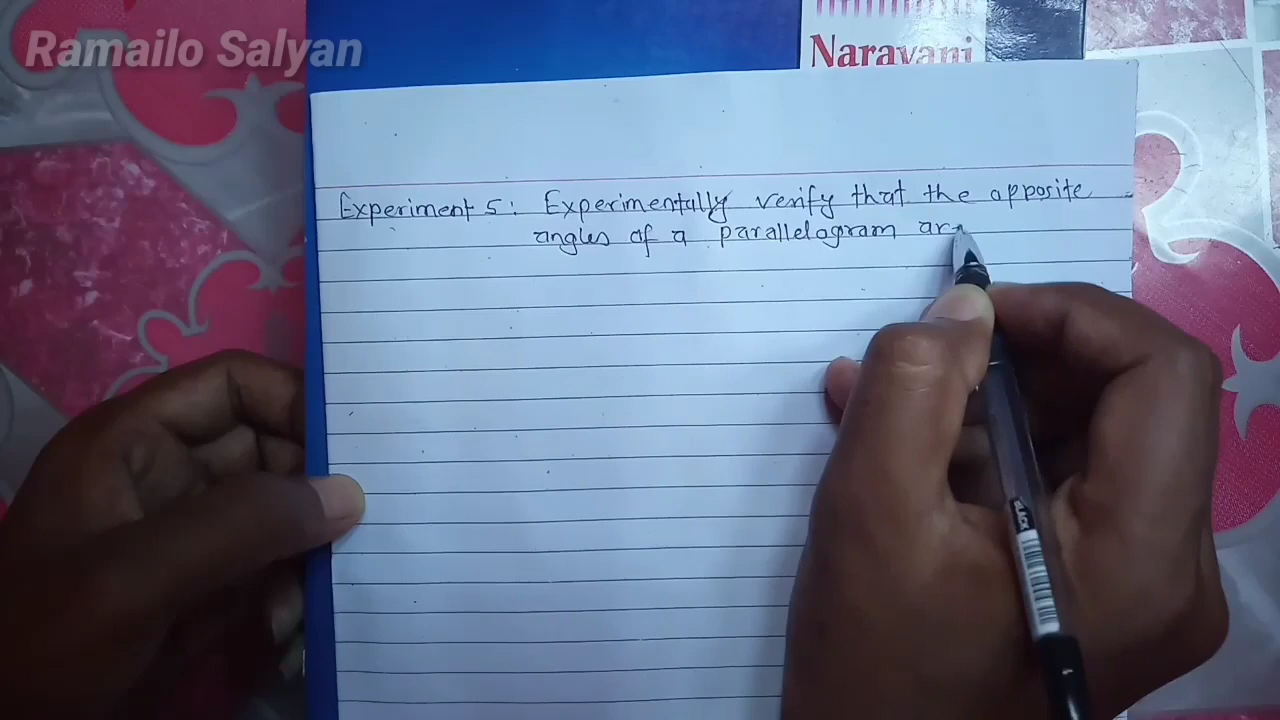 Ramailo Salyan
Narayani
Experiment 5: Experimentally verify that the opposite
angles of a parallelogram are